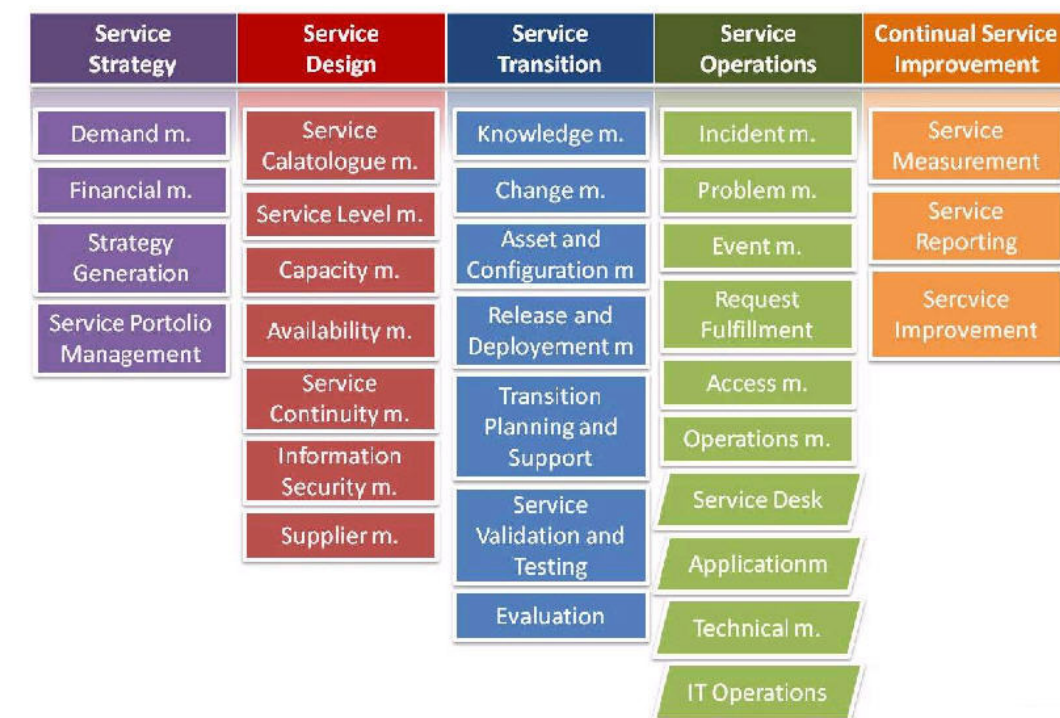 Service
Strategy
Service
Design
Service
Transition
Service
Operations
Continual Service
Improvement
Demand m.
Financial m.
Strategy
Generation
Service Portolio
Management
Service
Calatologue m.
Service Level m.
Capacity m.
Availability m.
Service
Continuity m.
Information
Security m.
Supplier m.
Knowledge m.
Change m.
Asset and
Configuration m
Release and
Deployement m
Transition
Planning and
Support
Service
Validation and
Testing
Evaluation
Incident m.
Problem m.
Event m.
Request
Fulfillment
Access m.
Operations m.
Service Desk
Applicationm
Technical m.
IT Operations
Service
Measurement
Service
Reporting
Sercvice
Improvement